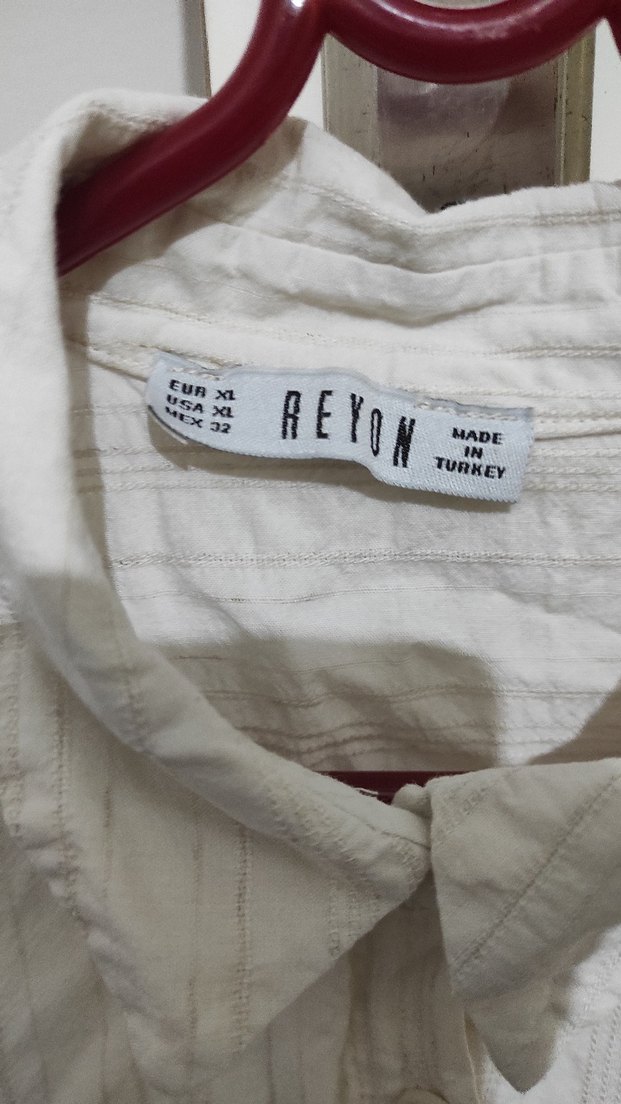 EUR XL
USA XL
MEX 32
REYON
MADE
IN
TURKEY